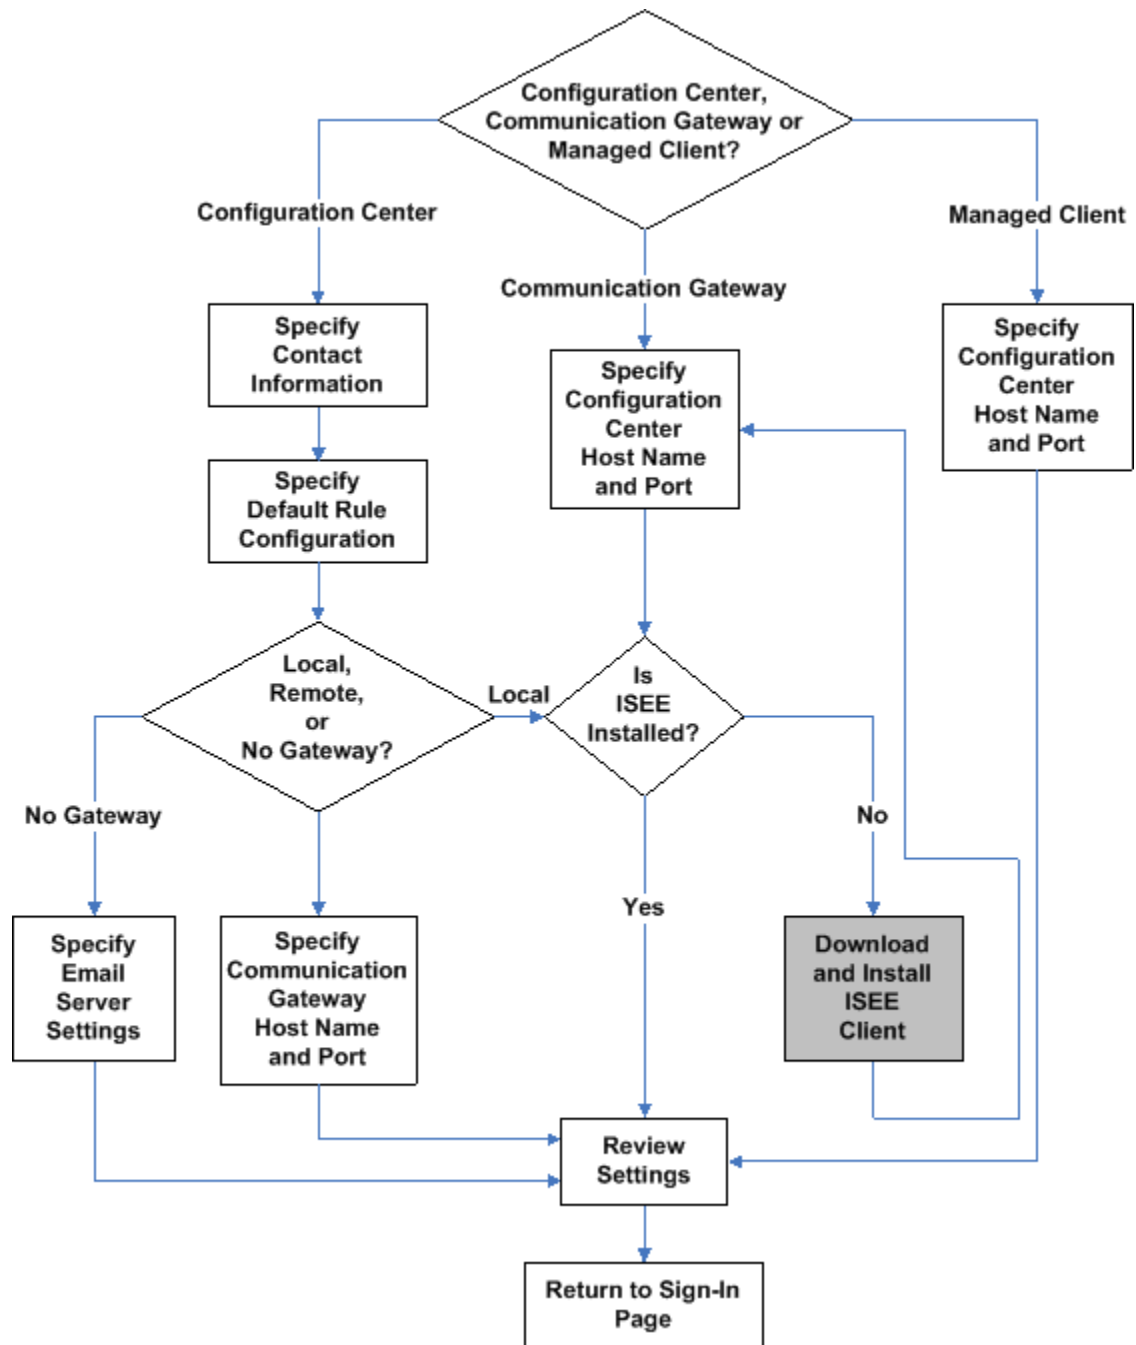 Configuration Center,
Communication Gateway or
Managed Client?
Configuration Center
Managed Client
Communication Gateway
Specify
Contact
Information
Specify
Configuration
Center
Host Name
and Port
Specify
Configuration
Center
Host Name
and Port
Specify
Default Rule
Configuration
Local,
Remote,
or
No Gateway?
Local
Is
ISEE
Installed?
No Gateway
No
Yes
Specify
Email
Server
Settings
Specify
Communication
Gateway
Host Name
and Port
Download
and Install
ISEE
Client
Review
Settings
Return to Sign-In
Page